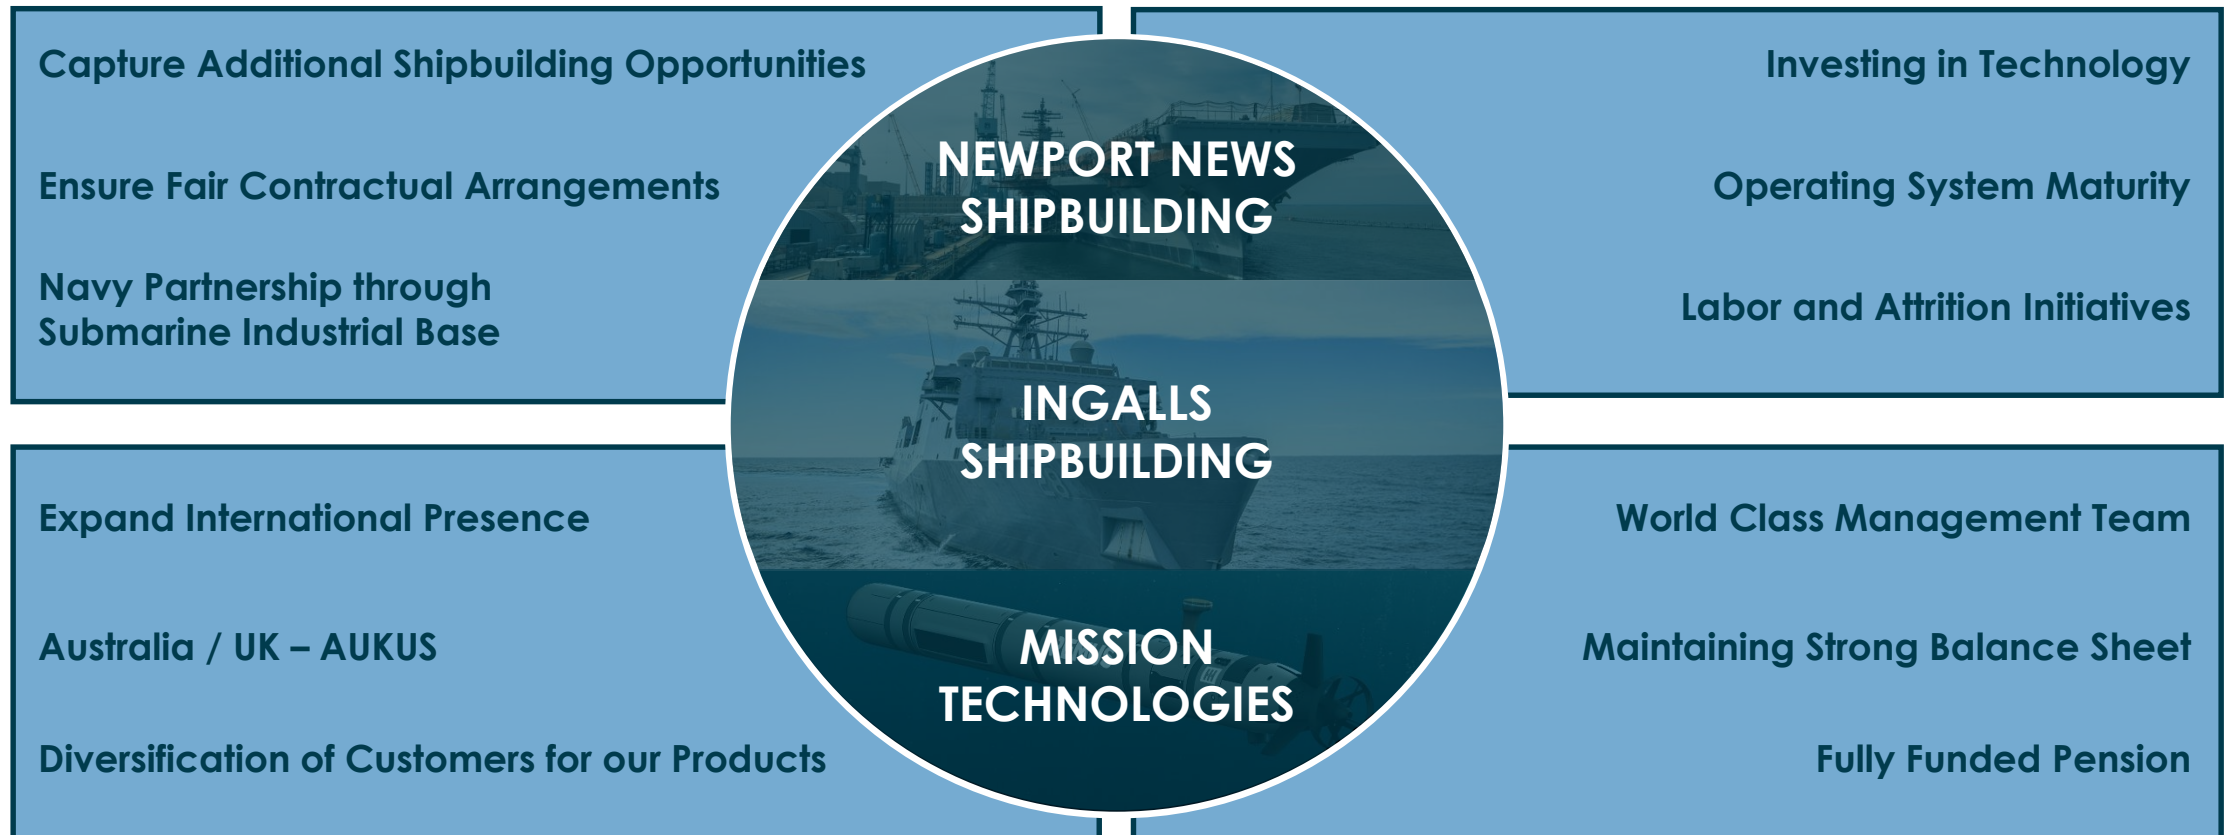 Capture Additional Shipbuilding Opportunities
Ensure Fair Contractual Arrangements
Navy Partnership through
Submarine Industrial Base
Investing in Technology
Operating System Maturity
Labor and Attrition Initiatives
NEWPORT NEWS
SHIPBUILDING
INGALLS
SHIPBUILDING
MISSION
TECHNOLOGIES
Expand International Presence
Australia / UK – AUKUS
Diversification of Customers for our Products
World Class Management Team
Maintaining Strong Balance Sheet
Fully Funded Pension